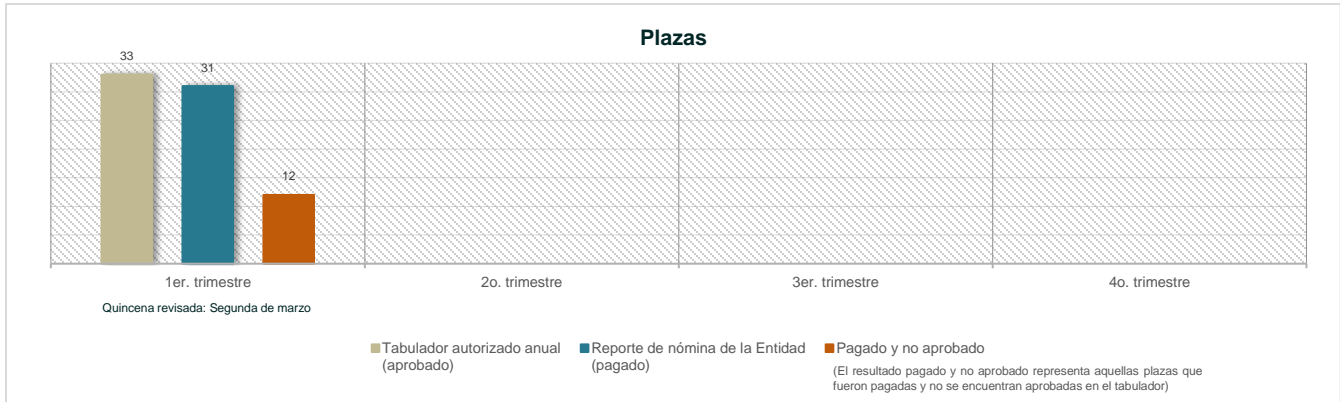 Plazas
33
31
12
1er. trimestre
2o. trimestre
3er. trimestre
4o. trimestre
Quincena revisada: Segunda de marzo
Tabulador autorizado anual
(aprobado)
Reporte de nómina de la Entidad
(pagado)
Pagado y no aprobado
(El resultado pagado y no aprobado representa aquellas plazas que
fueron pagadas y no se encuentran aprobadas en el tabulador)